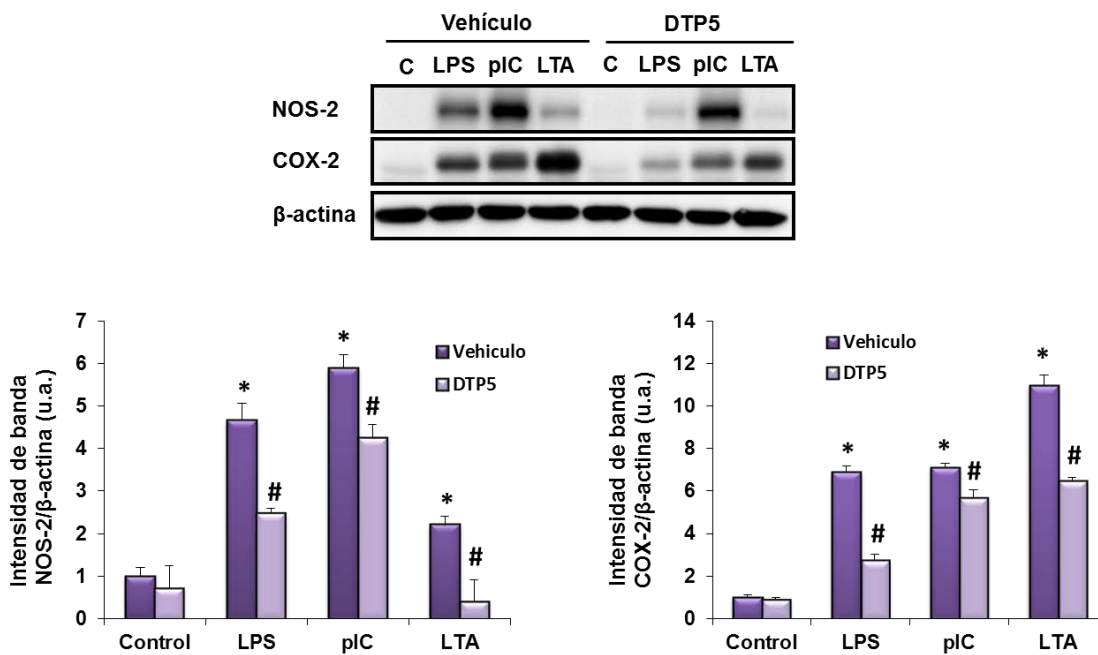 Vehículo DTP5
C LPS pIC LTA C LPS pIC LTA
NOS-2
COX-2
β-actina
Intensidad de banda
NOS-2/β-actina (u.a.)
7
6
5
4
3
2
1
0
* # * # * #
Vehiculo
DTP5
Control LPS pIC LTA
Intensidad de banda
COX-2/β-actina (u.a.)
14
12
10
8
6
4
2
0
* # * # * #
Vehiculo
DTP5
Control LPS pIC LTA